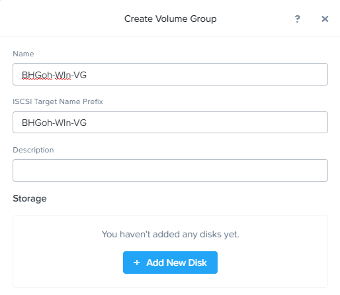 Create Volume Group
?
×
Name
BHGoh-WIn-VG
ISCSI Target Name Prefix
BHGoh-WIn-VG
Description
Storage
You haven't added any disks yet.
+ Add New Disk